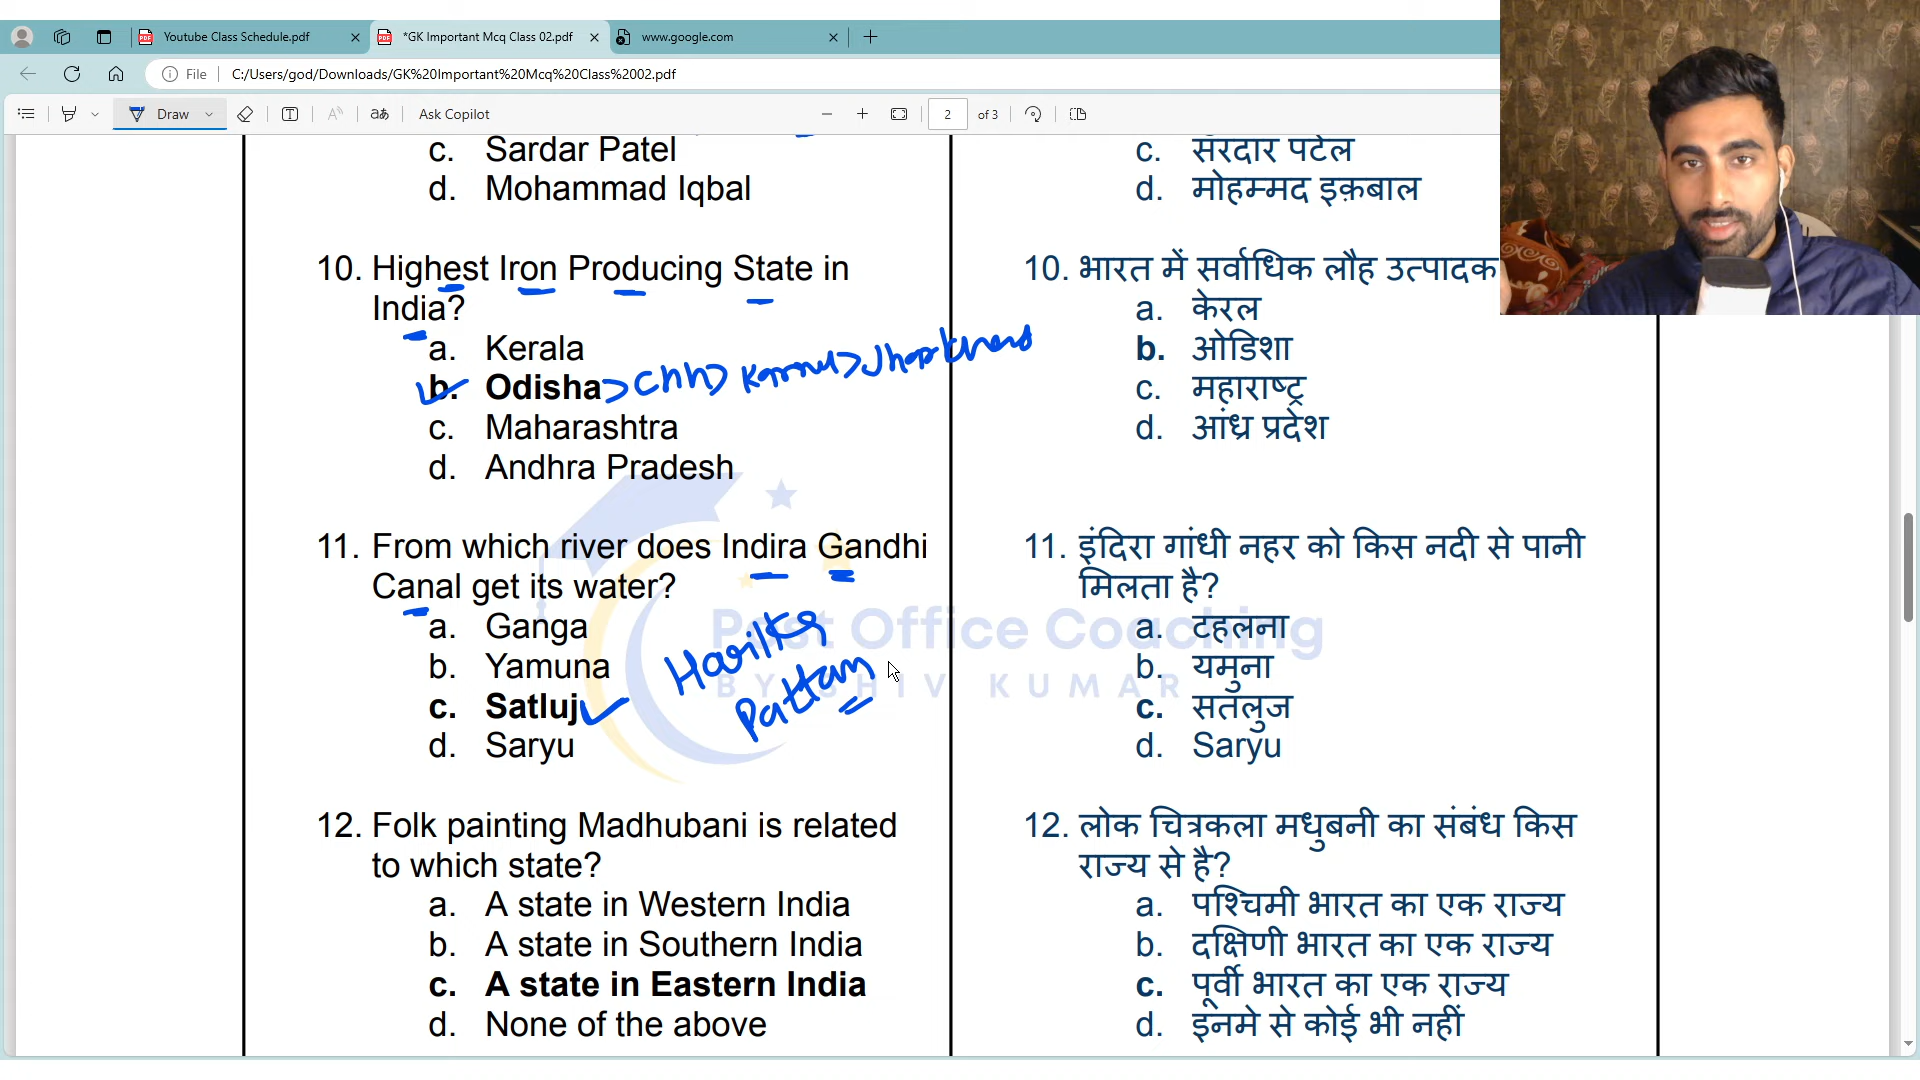 Youtube Class Schedule.pdf
*GK Important Mcq Class 02.pdf
www.google.com
File
C:/Users/god/Downloads/GK%20Important%20Mcq%20Class%2002.pdf
Draw
Ask Copilot
2 of 3
c. Sardar Patel
d. Mohammad Iqbal
10. Highest Iron Producing State in
India?
a. Kerala
b. Odisha > Chh > Karnat > Jharkhand
c. Maharashtra
d. Andhra Pradesh
11. From which river does Indira Gandhi
Canal get its water?
a. Ganga
b. Yamuna
c. Satluj
d. Saryu
Harike
Pattan
12. Folk painting Madhubani is related
to which state?
a. A state in Western India
b. A state in Southern India
c. A state in Eastern India
d. None of the above
c. सरदार पटेल
d. मोहम्मद इक़बाल
10. भारत में सर्वाधिक लौह उत्पादक
a. केरल
b. ओडिशा
c. महाराष्ट्र
d. आंध्र प्रदेश
11. इंदिरा गांधी नहर को किस नदी से पानी
मिलता है?
a. टहलना
b. यमुना
c. सतलुज
d. Saryu
12. लोक चित्रकला मधुबनी का संबंध किस
राज्य से है?
a. पश्चिमी भारत का एक राज्य
b. दक्षिणी भारत का एक राज्य
c. पूर्वी भारत का एक राज्य
d. इनमे से कोई भी नहीं
Post Office Coaching
BY SHIV KUMAR